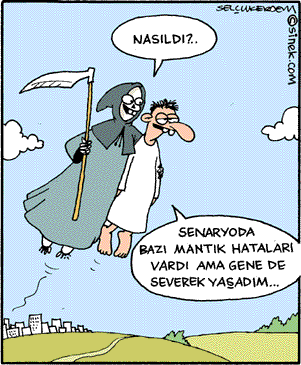 SELÇUK ERDEM
©sinek.com
NASILDI?..
SENARYODA
BAZI MANTIK HATALARI
VARDI AMA GENE DE
SEVEREK YAŞADIM...